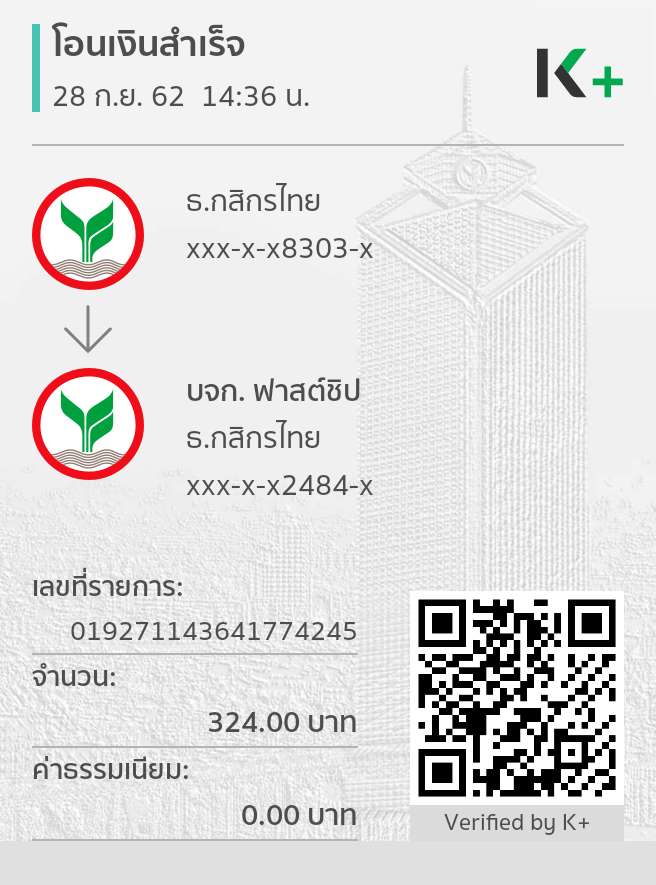 โอนเงินสำเร็จ
28 ก.ย. 62 14:36 น.
K+
ธ.กสิกรไทย
xxx-x-x8303-x
บจก. ฟาสต์ชิป
ธ.กสิกรไทย
xxx-x-x2484-x
เลขที่รายการ:
019271143641774245
จำนวน:
324.00 บาท
ค่าธรรมเนียม:
0.00 บาท
Verified by K+